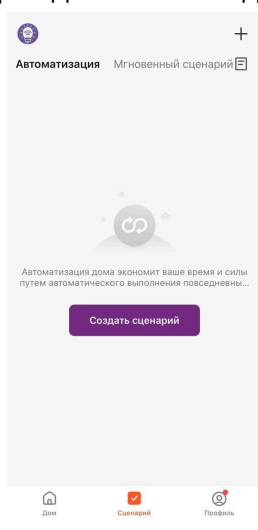 Автоматизация Мгновенный сценарий
Автоматизация дома экономит ваше время и силы
путем автоматического выполнения повседневны...
Создать сценарий
Дом Сценарий Профиль